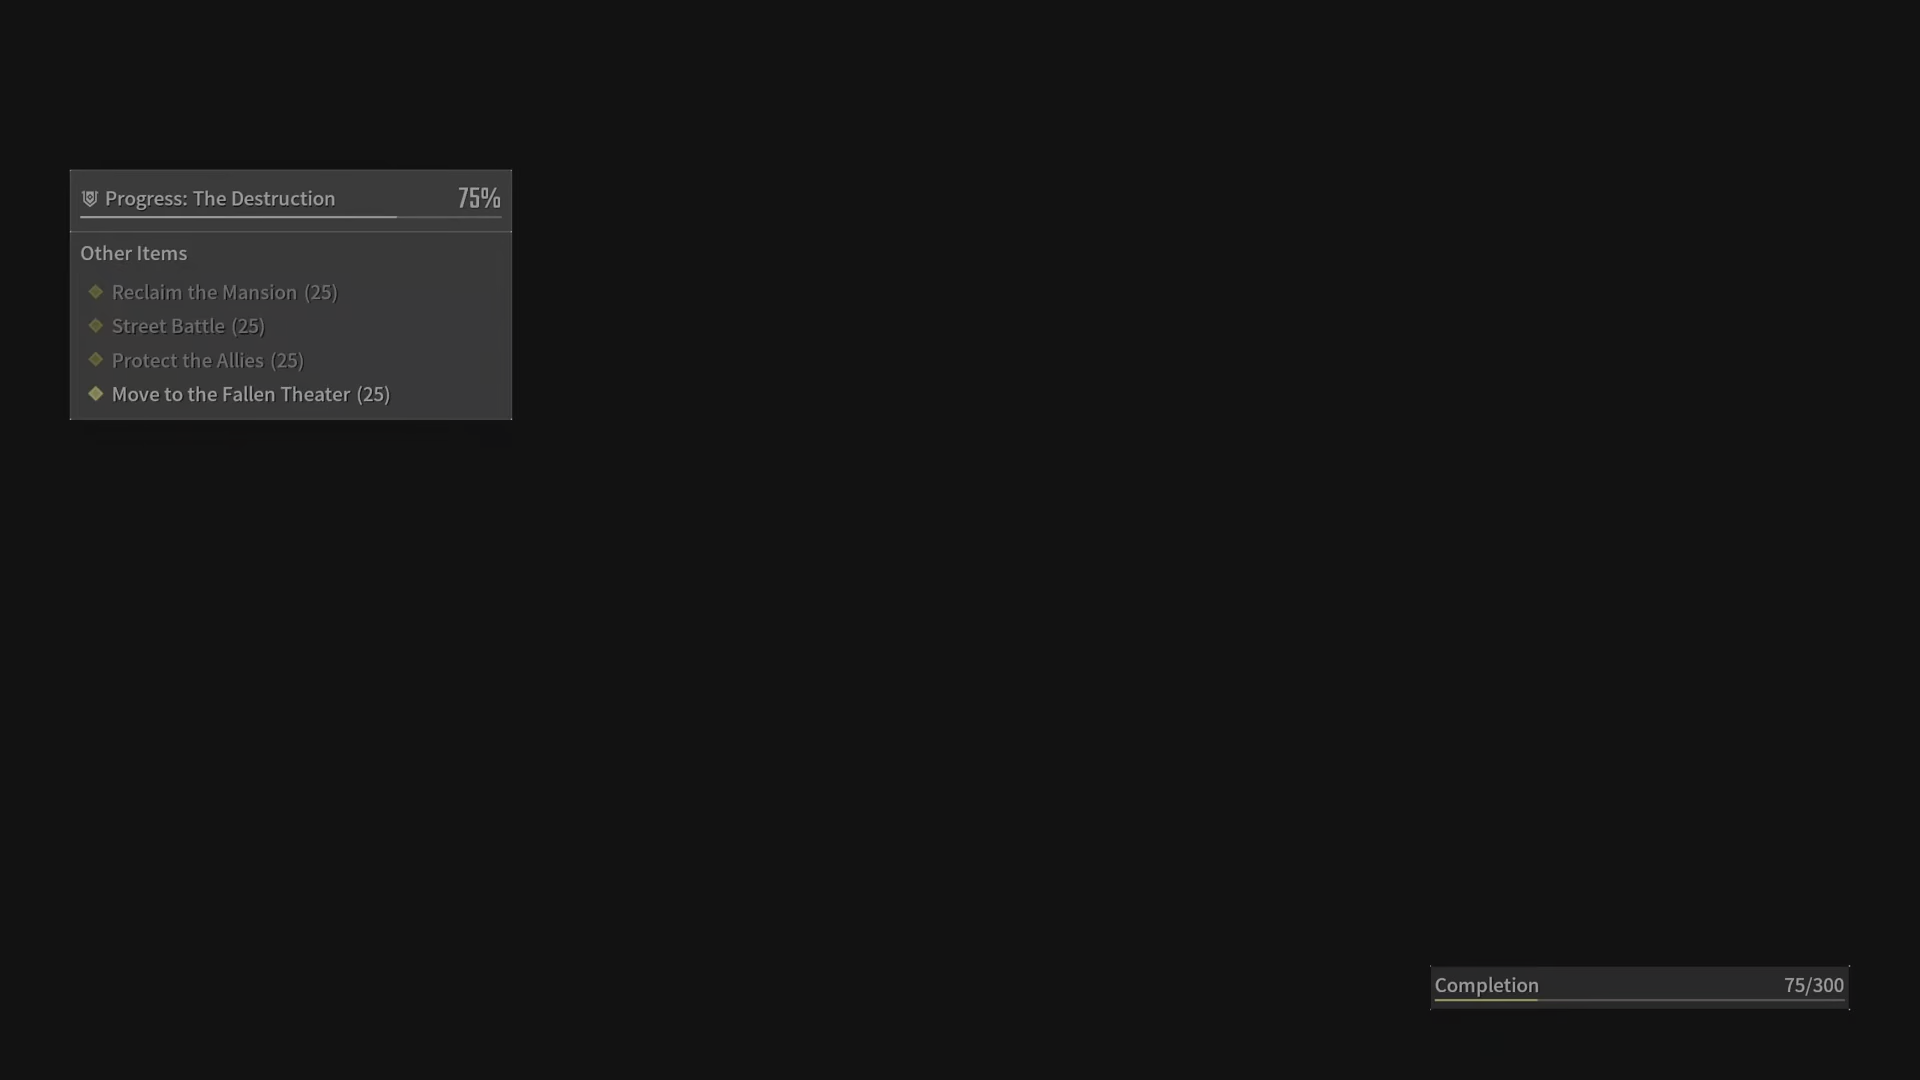 Progress: The Destruction 75%
Other Items
Reclaim the Mansion (25)
Street Battle (25)
Protect the Allies (25)
Move to the Fallen Theater (25)
Completion 75/300